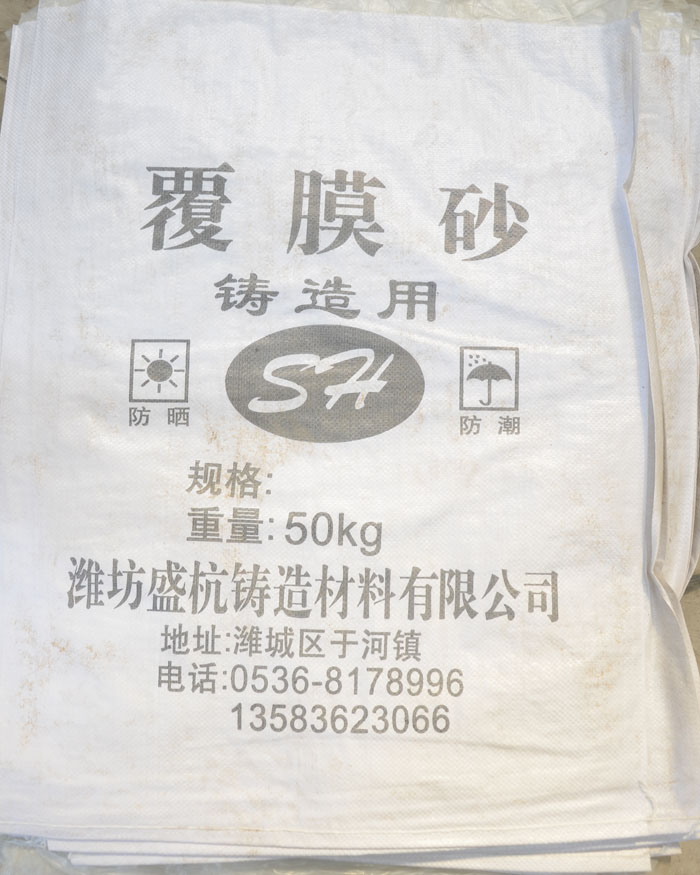 覆膜砂
铸造用
SH
防晒
防潮
规格:
重量:50kg
潍坊盛杭铸造材料有限公司
地址:潍城区于河镇
电话:0536-8178996
13583623066